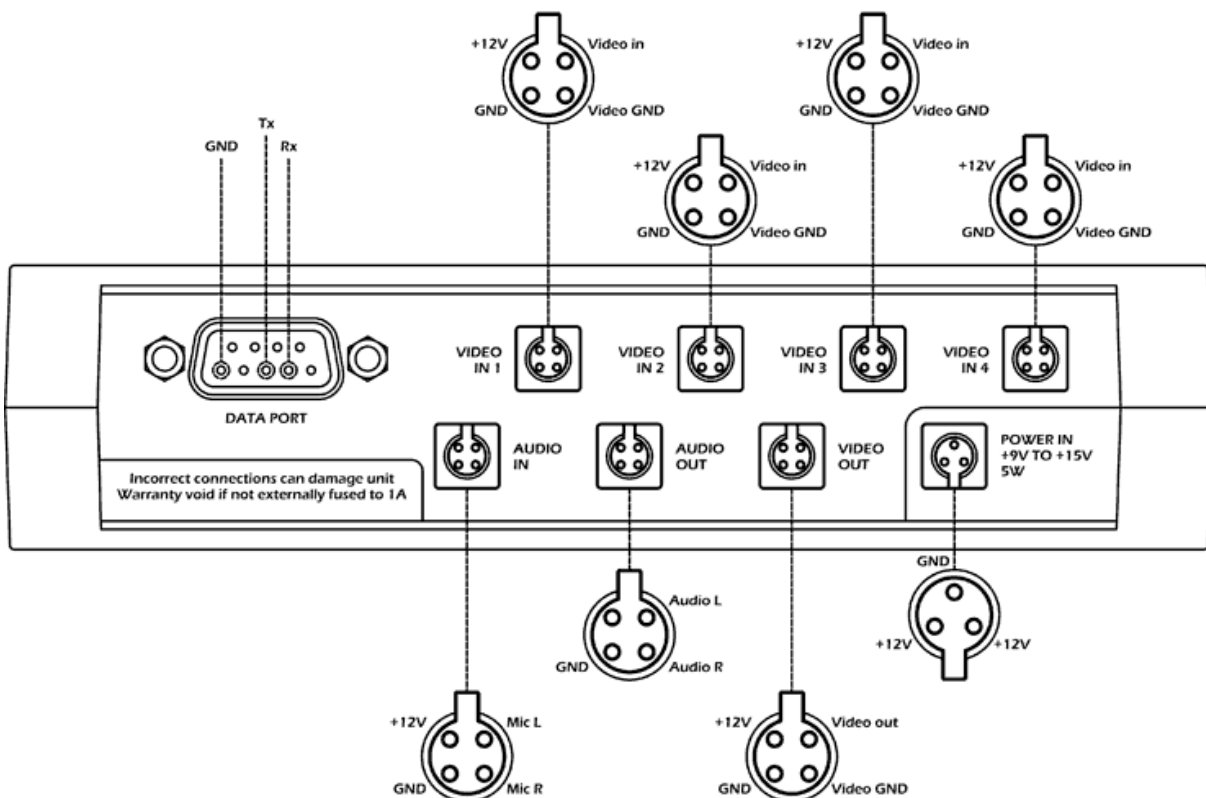 +12V Video in
GND Video GND
+12V Video in
GND Video GND
+12V Video in
GND Video GND
+12V Video in
GND Video GND
Tx
GND
Rx
DATA PORT
VIDEO
IN 1
VIDEO
IN 2
VIDEO
IN 3
VIDEO
IN 4
AUDIO
IN
AUDIO
OUT
VIDEO
OUT
POWER IN
+9V TO +15V
5W
Incorrect connections can damage unit
Warranty void if not externally fused to 1A
Audio L
GND Audio R
GND
+12V +12V
+12V Mic L
GND Mic R
+12V Video out
GND Video GND